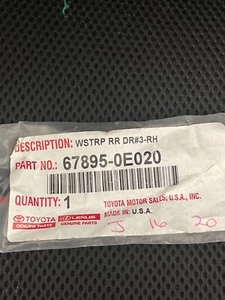 DESCRIPTION: WSTRP RR DR#3-RH
PART NO.: 67895-0E020
QUANTITY: 1
TOYOTA LEXUS TOYOTA MOTOR SALES, U.S.A., INC.
GENUINE PARTS GENUINE PARTS MADE IN U.S.A.
J 16 20